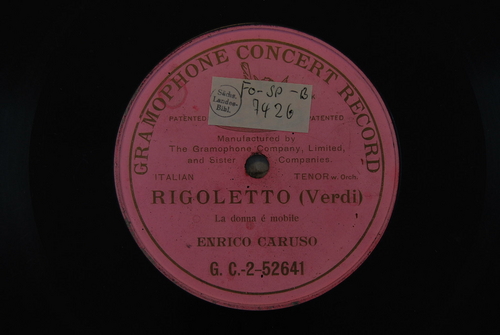 GRAMOPHONE CONCERT RECORD
Sächs.
Landes-
Bibl.
FO-SP-B
7426
PATENTED PATENTED
Manufactured by
The Gramophone Company, Limited,
and Sister Companies.
ITALIAN TENOR w. Orch.
RIGOLETTO (Verdi)
La donna é mobile
ENRICO CARUSO
G. C.-2-52641